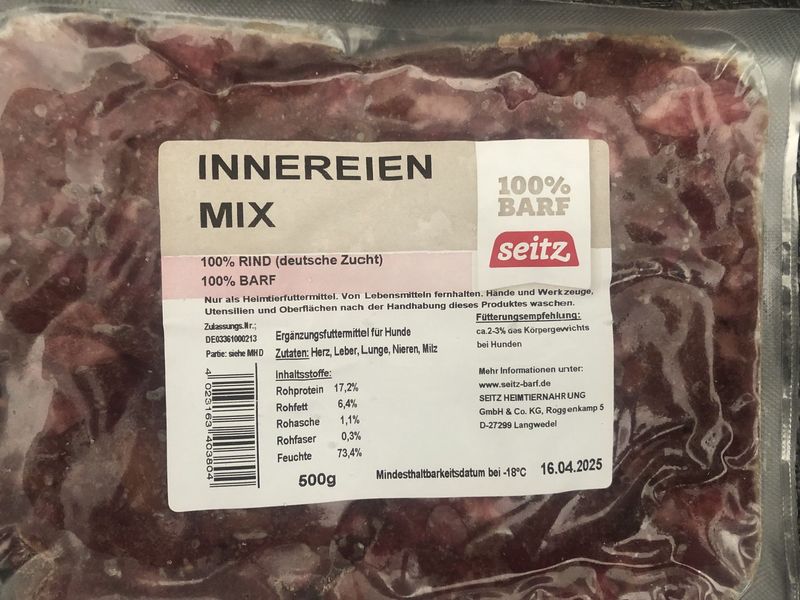 INNEREIEN
MIX
100%
BARF
seitz
100% RIND (deutsche Zucht)
100% BARF
Nur als Heimtierfuttermittel. Von Lebensmitteln fernhalten. Hände und Werkzeuge,
Utensilien und Oberflächen nach der Handhabung dieses Produktes waschen.
Zulassungs.Nr.:
DE03361000213
Partie: siehe MHD
Ergänzungsfuttermittel für Hunde
Zutaten: Herz, Leber, Lunge, Nieren, Milz
Inhaltsstoffe:
Rohprotein 17,2%
Rohfett 6,4%
Rohasche 1,1%
Rohfaser 0,3%
Feuchte 73,4%
Fütterungsempfehlung:
ca.2-3% des Körpergewichts
bei Hunden
Mehr Informationen unter:
www.seitz-barf.de
SEITZ HEIMTIERNAHRUNG
GmbH & Co. KG, Roggenkamp 5
D-27299 Langwedel
4 023163 403804
500g
Mindesthaltbarkeitsdatum bei -18°C 16.04.2025